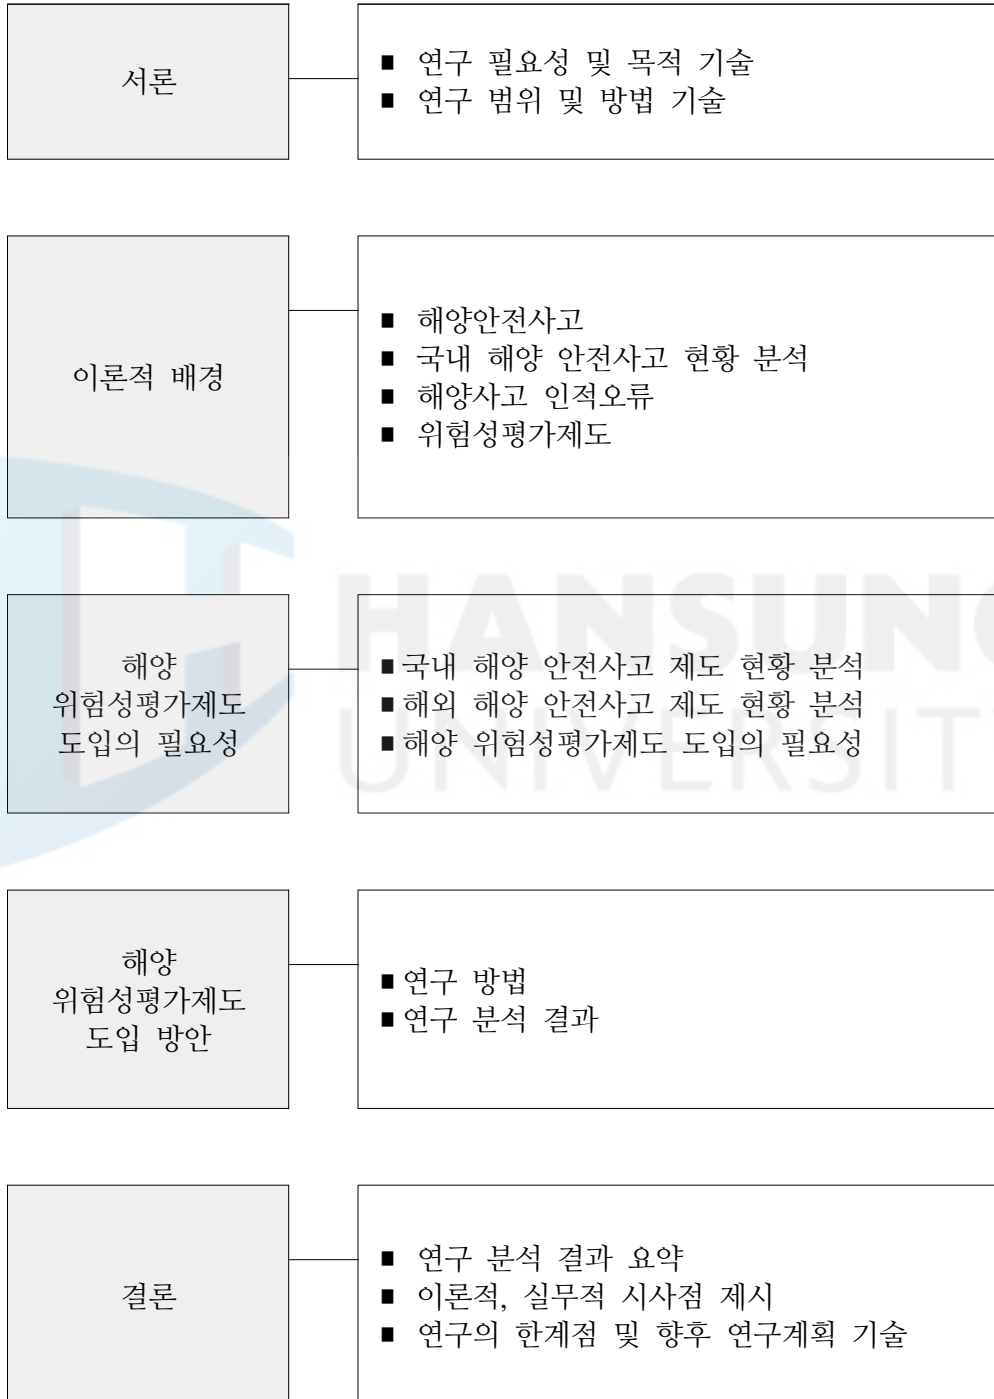 서론
■ 연구 필요성 및 목적 기술
■ 연구 범위 및 방법 기술
이론적 배경
■ 해양안전사고
■ 국내 해양 안전사고 현황 분석
■ 해양사고 인적오류
■ 위험성평가제도
해양
위험성평가제도
도입의 필요성
■국내 해양 안전사고 제도 현황 분석
■해외 해양 안전사고 제도 현황 분석
■해양 위험성평가제도 도입의 필요성
해양
위험성평가제도
도입 방안
■연구 방법
■연구 분석 결과
결론
■ 연구 분석 결과 요약
■ 이론적, 실무적 시사점 제시
■ 연구의 한계점 및 향후 연구계획 기술
HANSUNG
UNIVERSIT